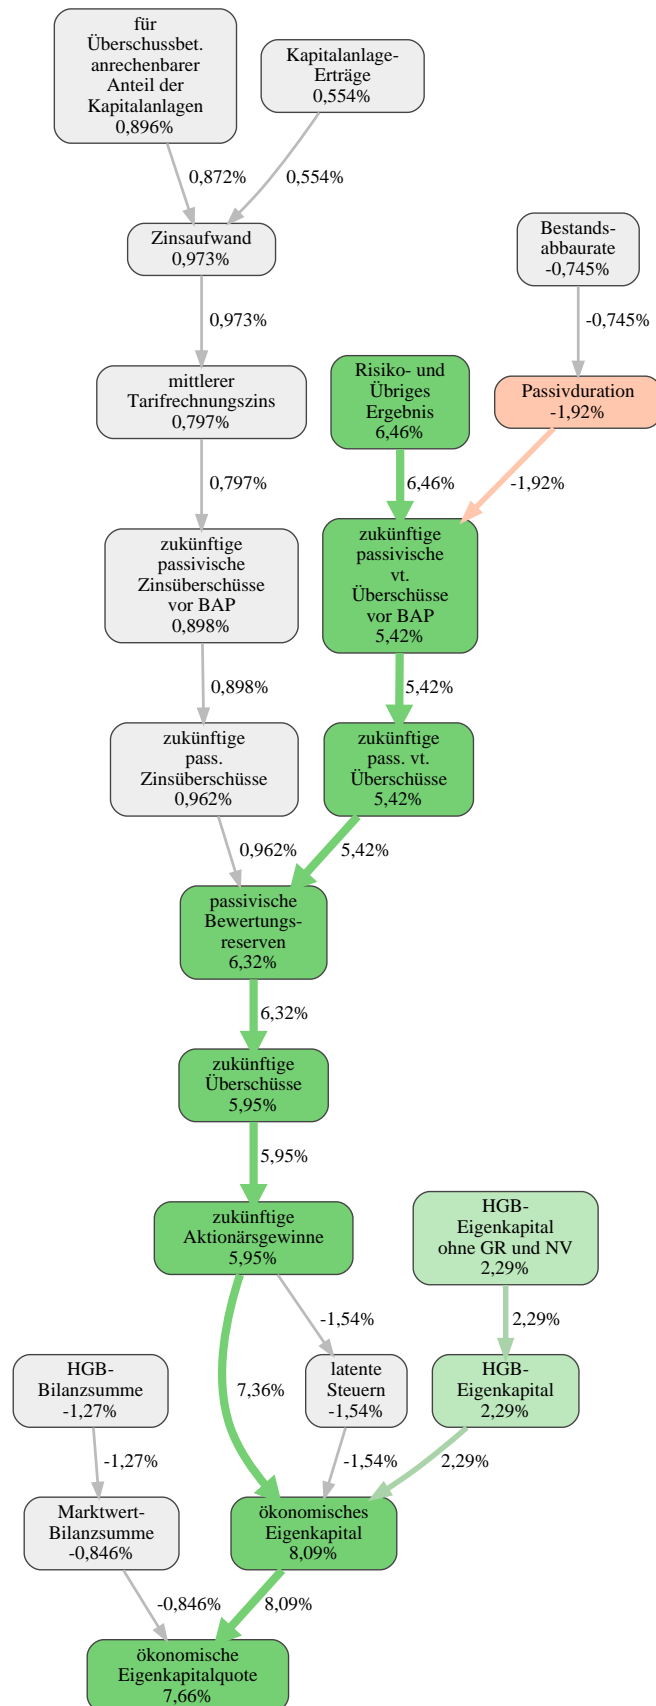 für
Überschussbet.
anrechenbarer
Anteil der
Kapitalanlagen
0,896%
Kapitalanlage-
Erträge
0,554%
0,872%
0,554%
Zinsaufwand
0,973%
Bestands-
abbaurate
-0,745%
0,973%
-0,745%
mittlerer
Tarifrechnungszins
0,797%
Risiko- und
Übriges
Ergebnis
6,46%
Passivduration
-1,92%
0,797%
6,46%
-1,92%
zukünftige
passivische
Zinsüberschüsse
vor BAP
0,898%
zukünftige
passivische
vt.
Überschüsse
vor BAP
5,42%
0,898%
5,42%
zukünftige
pass.
Zinsüberschüsse
0,962%
zukünftige
pass. vt.
Überschüsse
5,42%
0,962%
5,42%
passivische
Bewertungs-
reserven
6,32%
6,32%
zukünftige
Überschüsse
5,95%
5,95%
zukünftige
Aktionärsgewinne
5,95%
HGB-
Eigenkapital
ohne GR und NV
2,29%
-1,54%
2,29%
7,36%
HGB-
Bilanzsumme
-1,27%
latente
Steuern
-1,54%
HGB-
Eigenkapital
2,29%
-1,27%
-1,54%
2,29%
Marktwert-
Bilanzsumme
-0,846%
ökonomisches
Eigenkapital
8,09%
-0,846%
8,09%
ökonomische
Eigenkapitalquote
7,66%